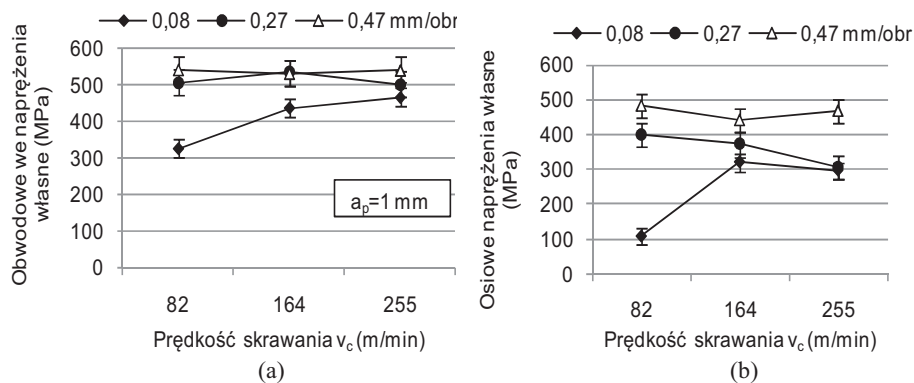 0,08 0,27 0,47 mm/obr
Obwodowe naprężenia
własne (MPa)
600
500
400
300
200
100
0
a_p=1 mm
82 164 255
Prędkość skrawania v_c (m/min)
(a)
0,08 0,27 0,47 mm/obr
Osiowe naprężenia własne
(MPa)
600
500
400
300
200
100
0
82 164 255
Prędkość skrawania v_c (m/min)
(b)